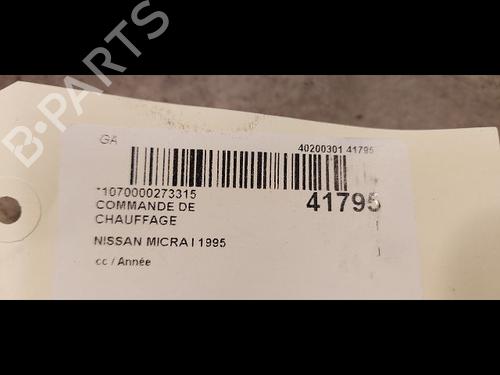 B-PARTS
GA
40200301 41795
*1070000273315
41795
COMMANDE DE
CHAUFFAGE
NISSAN MICRA I 1995
cc / Année